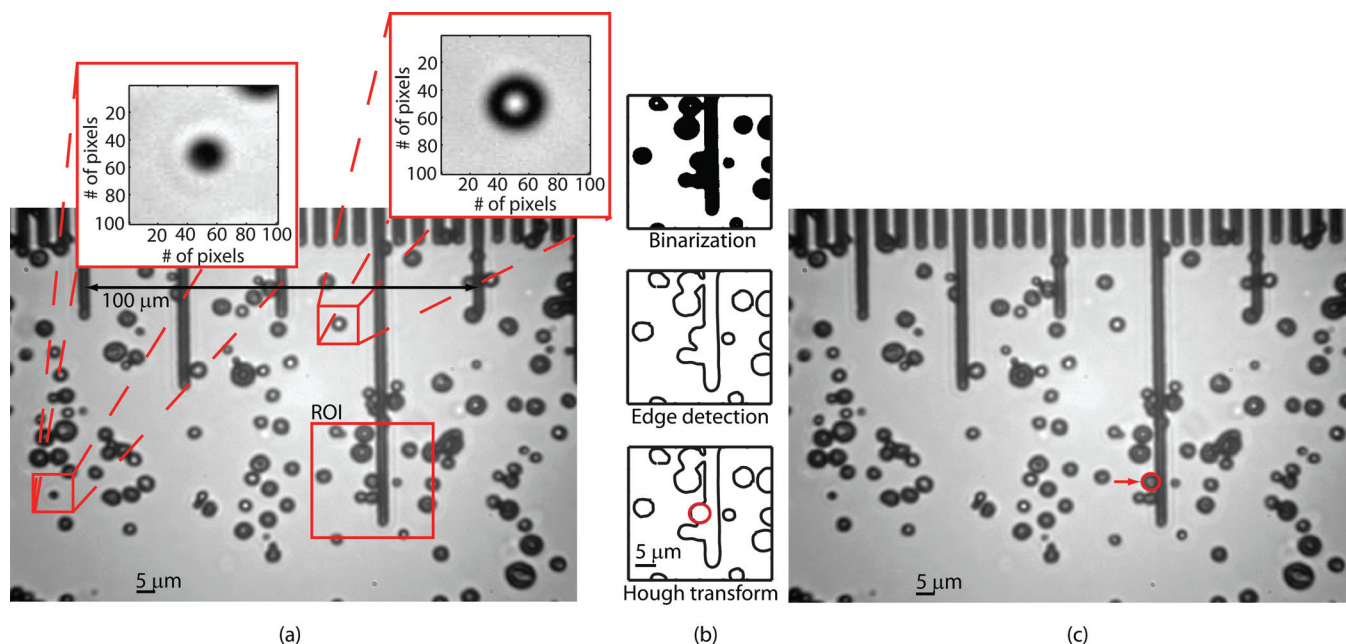 20
40
60
80
100
20 40 60 80 100
# of pixels
# of pixels
20
40
60
80
100
20 40 60 80 100
# of pixels
# of pixels
100 μm
ROI
5 μm
(a)
Binarization
Edge detection
5 μm
Hough transform
(b)
5 μm
(c)